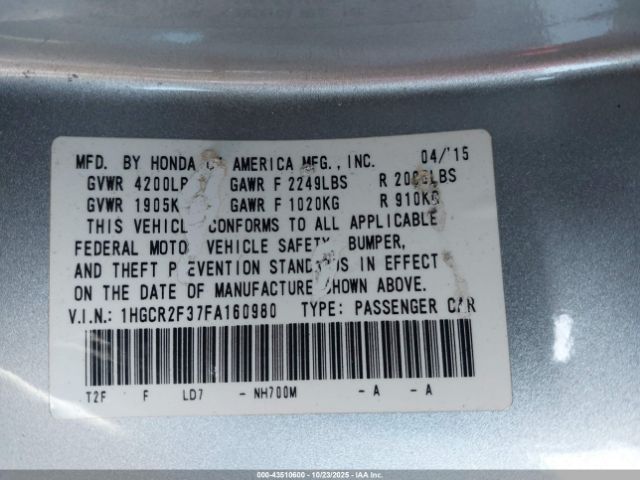 MFD. BY HONDA OF AMERICA MFG., INC. 04/'15
GVWR 4200LB GAWR F 2249LBS R LBS
GVWR 1905K GAWR F 1020KG R 910KG
THIS VEHICLE CONFORMS TO ALL APPLICABLE
FEDERAL MOTO VEHICLE SAFETY, BUMPER,
AND THEFT P EVENTION STAND IN EFFECT
ON THE DATE OF MANUFACTURE SHOWN ABOVE.
V.I.N.: 1HGCR2F37FA160980 TYPE: PASSENGER CAR
T2F F LD7 - NH700M - A - A
000-43510600 - 10/23/2025 - IAA Inc.